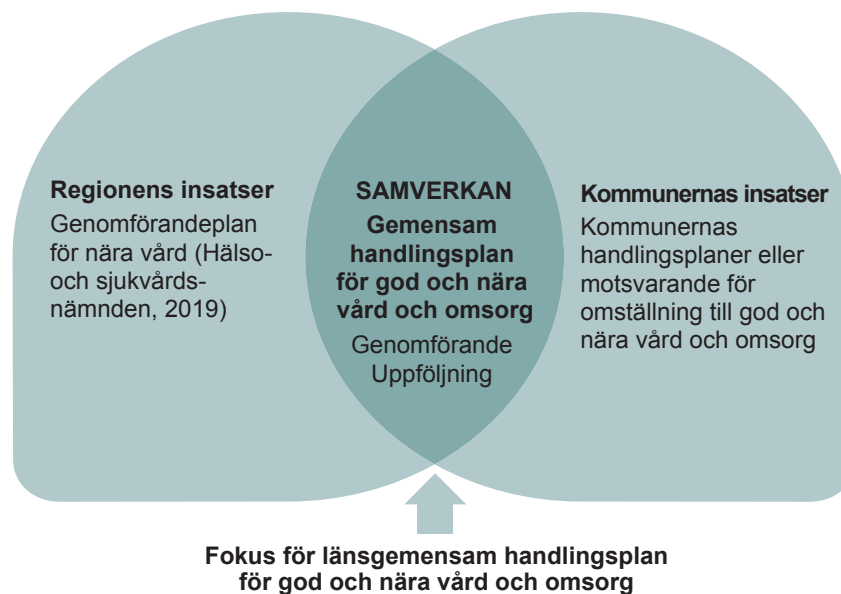 Regionens insatser
Genomförandeplan
för nära vård (Hälso-
och sjukvårds-
nämnden, 2019)
SAMVERKAN
Gemensam
handlingsplan
för god och nära
vård och omsorg
Genomförande
Uppföljning
Kommunernas insatser
Kommunernas
handlingsplaner eller
motsvarande för
omställning till god och
nära vård och omsorg
Fokus för länsgemensam handlingsplan
för god och nära vård och omsorg